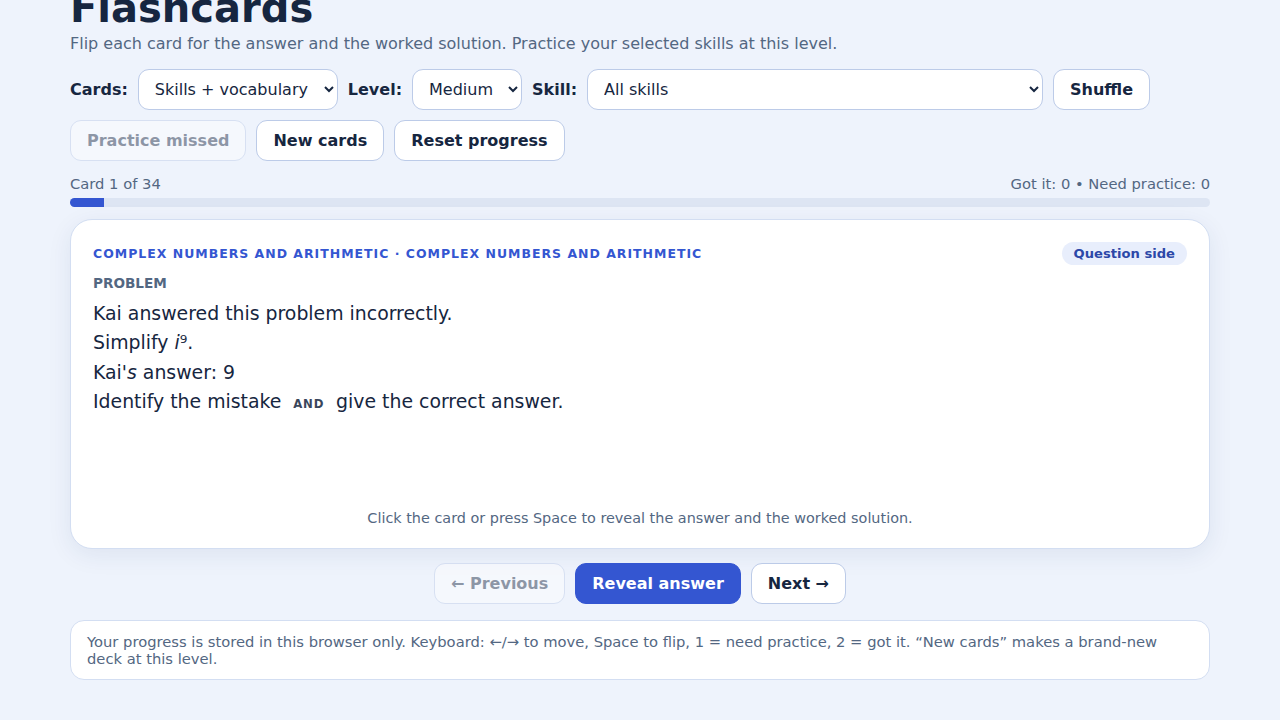 Flashcards
Flip each card for the answer and the worked solution. Practice your selected skills at this level.
Cards: Skills + vocabulary Level: Medium Skill: All skills Shuffle
Practice missed New cards Reset progress
Card 1 of 34 Got it: 0 • Need practice: 0
COMPLEX NUMBERS AND ARITHMETIC · COMPLEX NUMBERS AND ARITHMETIC Question side
PROBLEM
Kai answered this problem incorrectly.
Simplify i⁹.
Kai's answer: 9
Identify the mistake AND give the correct answer.
Click the card or press Space to reveal the answer and the worked solution.
← Previous Reveal answer Next →
Your progress is stored in this browser only. Keyboard: ←/→ to move, Space to flip, 1 = need practice, 2 = got it. “New cards” makes a brand-new
deck at this level.